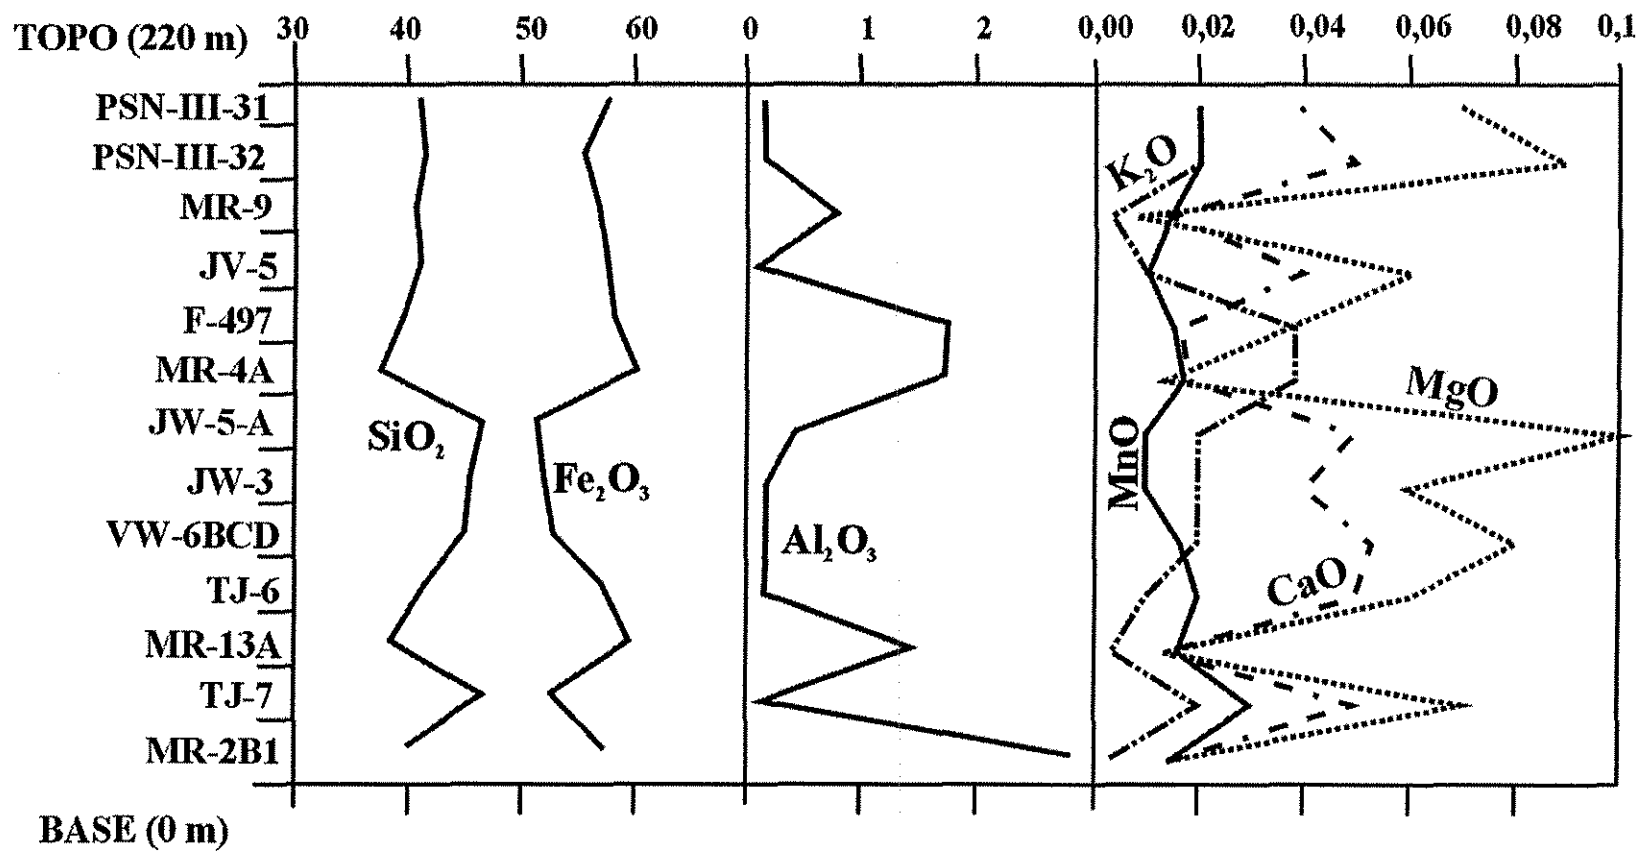 TOPO (220 m) 30 40 50 60 0 1 2 0,00 0,02 0,04 0,06 0,08 0,1
PSN-III-31
PSN-III-32
K₂O
MR-9
JV-5
F-497
MR-4A
MgO
JW-5-A
SiO₂
MnO
JW-3
Fe₂O₃
VW-6BCD
Al₂O₃
TJ-6
CaO
MR-13A
TJ-7
MR-2B1
BASE (0 m)